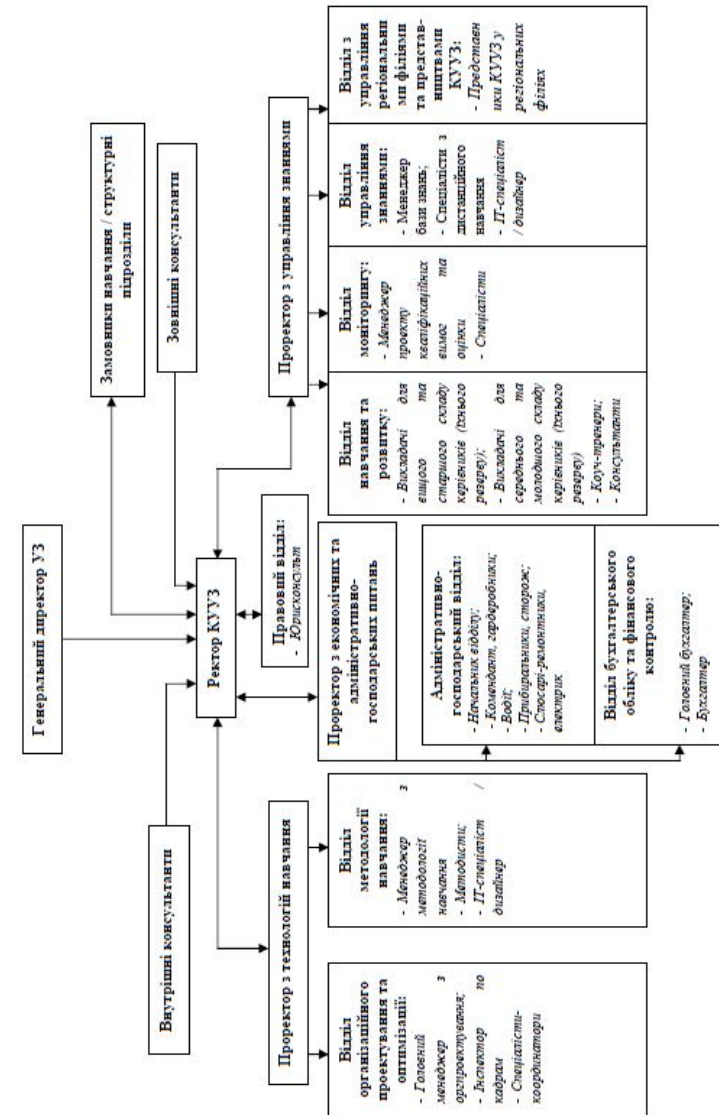 Генеральний директор УЗ
Замовники навчання / структурні
підрозділи
Внутрішні консультанти
Зовнішні консультанти
Ректор КУУЗ
Правовий відділ:
- Юрисконсульт
Проректор з технологій навчання
Проректор з економічних та
адміністративно-
господарських питань
Проректор з управління знаннями
Відділ
організаційного
проектування та
оптимізації:
- Головний
менеджер з
оргпроектування;
- Інспектор по
кадрам
- Спеціалісти-
координатори
Відділ
методології
навчання:
- Менеджер з
методології
навчання
- Методисти;
- ІТ-спеціаліст /
дизайнер
Адміністративно-
господарський відділ:
- Начальник відділу;
- Комендант, гардеробники;
- Водії;
- Прибиральники, сторож;
- Слюсарі-ремонтники,
електрик
Відділ бухгалтерського
обліку та фінансового
контролю:
- Головний бухгалтер;
- Бухгалтер
Відділ
навчання та
розвитку:
- Викладачі для
вищого та
старшого складу
керівників (їхнього
резерву);
- Викладачі для
середнього та
молодшого складу
керівників (їхнього
резерву)
- Коуч-тренери;
- Консультанти
Відділ
моніторингу:
- Менеджер
проекту
кваліфікаційних
вимог та
оцінки
- Спеціалісти
Відділ
управління
знаннями:
- Менеджер
бази знань;
- Спеціалісти з
дистанційного
навчання
- ІТ-спеціаліст
/ дизайнер
Відділ з
управління
регіональни
ми філіями
та представ-
ництвами
КУУЗ:
- Представн
ики КУУЗ у
регіональних
філіях